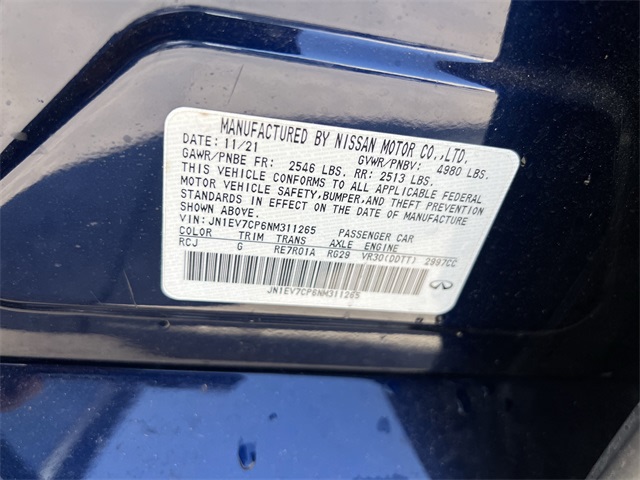 MANUFACTURED BY NISSAN MOTOR CO.,LTD.
DATE: 11/21 GVWR/PNBV: 4980 LBS.
GAWR/PNBE FR: 2546 LBS. RR: 2513 LBS.
THIS VEHICLE CONFORMS TO ALL APPLICABLE FEDERAL
MOTOR VEHICLE SAFETY,BUMPER,AND THEFT PREVENTION
STANDARDS IN EFFECT ON THE DATE OF MANUFACTURE
SHOWN ABOVE.
VIN: JN1EV7CP6NM311265 PASSENGER CAR
COLOR TRIM TRANS AXLE ENGINE
RCJ G RE7R01A RG29 VR30(DDTT) 2997CC
JN1EV7CP6NM311265